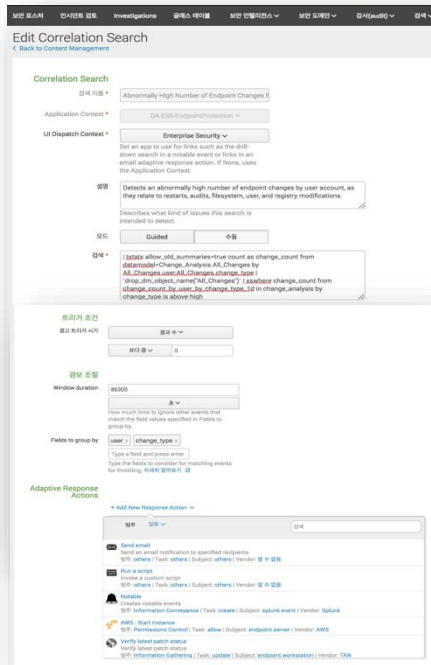 보안 포스처 인시던트 검토 Investigations 글래스 테이블 보안 인텔리전스 보안 도메인 감사(audit) 검색
Edit Correlation Search
< Back to Content Management
Correlation Search
검색 이름 * Abnormally High Number of Endpoint Changes B
Application Context * DA-ESS-EndpointProtection
UI Dispatch Context * Enterprise Security
Set an app to use for links such as the drill-
down search in a notable event or links in an
email adaptive response action. If None, uses
the Application Context.
설명 Detects an abnormally high number of endpoint changes by user account, as
they relate to restarts, audits, filesystem, user, and registry modifications.
Describes what kind of issues this search is
intended to detect.
모드 Guided 수동
검색 * | tstats allow_old_summaries=true count as change_count from
datamodel=Change_Analysis.All_Changes by
All_Changes.user,All_Changes.change_type |
`drop_dm_object_name("All_Changes")` | xswhere change_count from
change_count_by_user_by_change_type_1d in change_analysis by
change_type is above high
트리거 조건
경고 트리거 시기 결과 수
보다 큼 0
경보 조절
Window duration 86300
초
How much time to ignore other events that
match the field values specified in Fields to
group by.
Fields to group by user × change_type ×
Type a field and press enter
Type the fields to consider for matching events
for throttling. 자세히 알아보기
Adaptive Response
Actions
+ Add New Response Action
범주 모두 검색
Send email
Send an email notification to specified recipients
범주: others | Task: others | Subject: others | Vendor: 알 수 없음
Run a script
Invoke a custom script
범주: others | Task: others | Subject: others | Vendor: 알 수 없음
Notable
Creates notable events
범주: Information Conveyance | Task: create | Subject: splunk.event | Vendor: Splunk
AWS : Start Instance
범주: Permissions Control | Task: allow | Subject: endpoint.server | Vendor: AWS
Verify latest patch status
범주: Information Gathering | Task: update | Subject: endpoint.workstation | Vendor: TAN